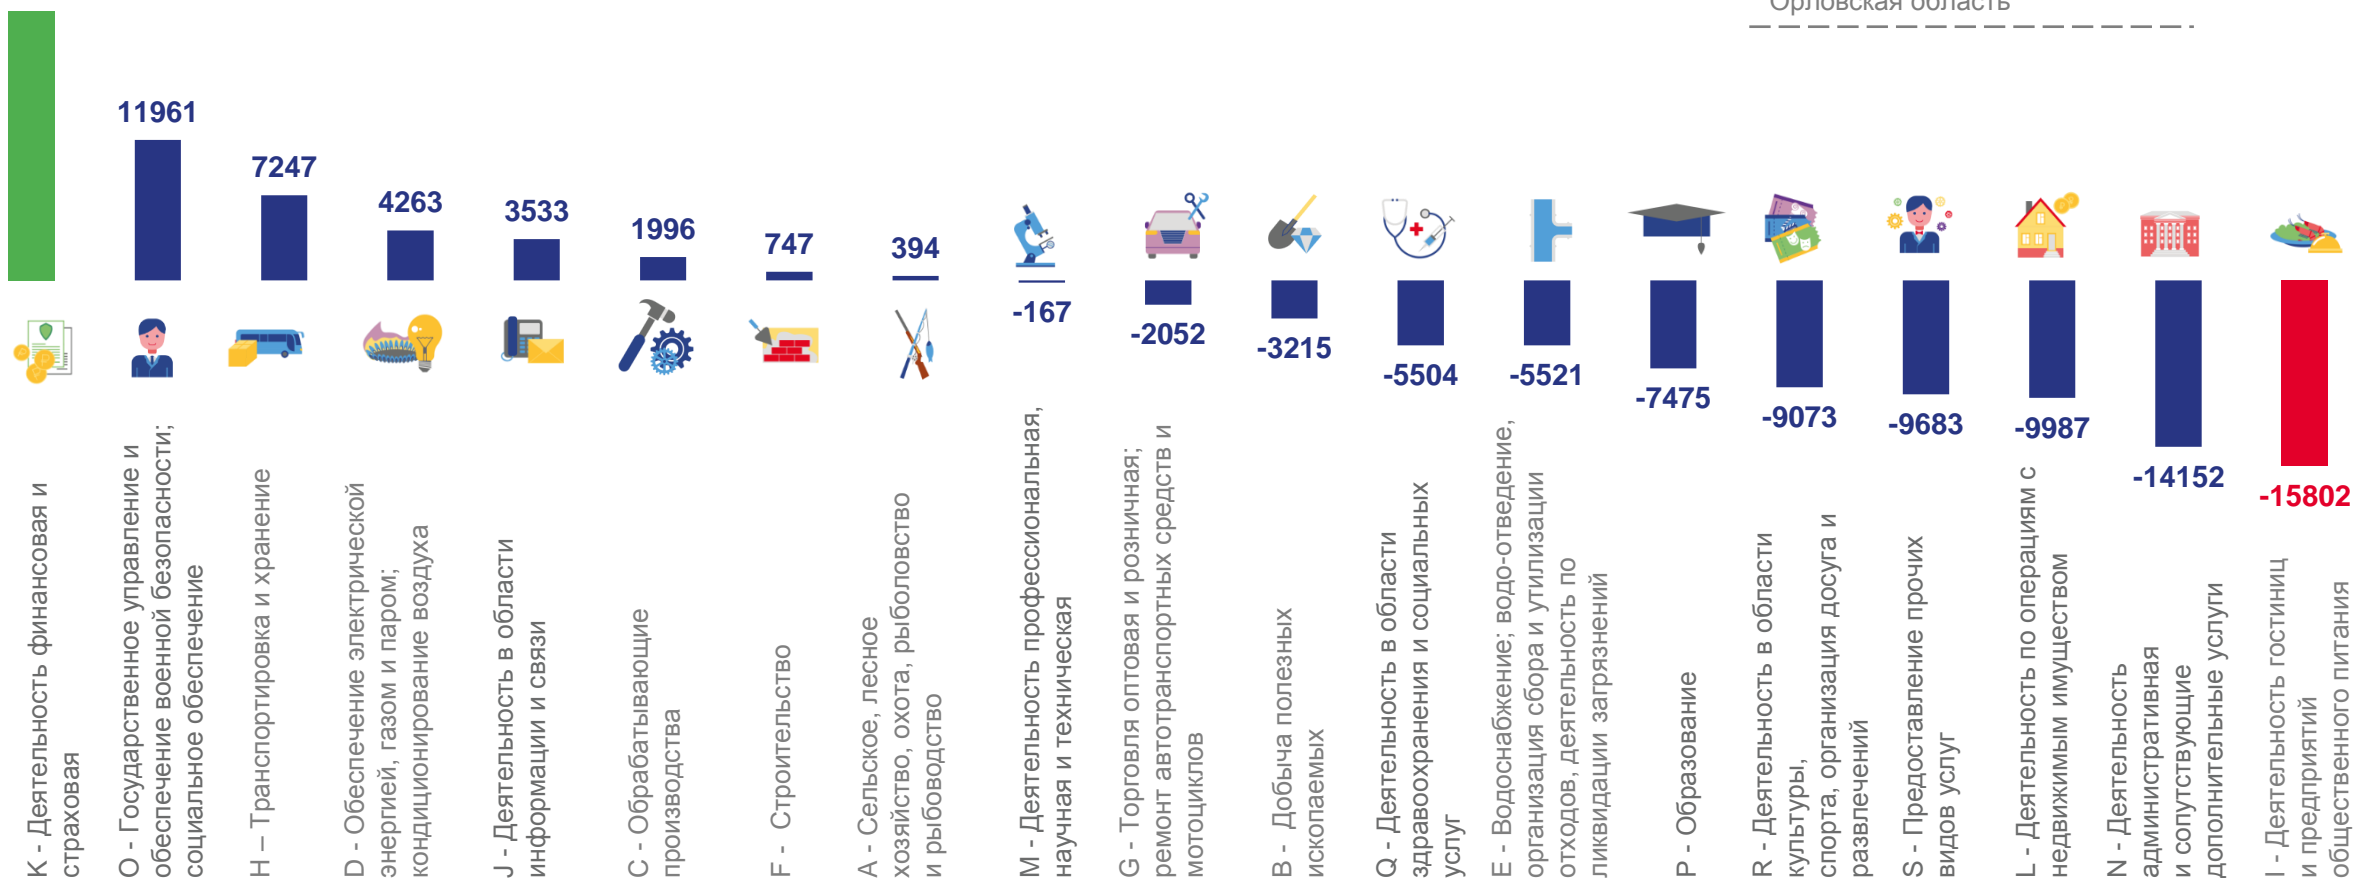 Орловская область
11961
7247
4263
3533
1996
747
394
-167
-2052
-3215
-5504
-5521
-7475
-9073
-9683
-9987
-14152
-15802
K - Деятельность финансовая и
страховая
O - Государственное управление и
обеспечение военной безопасности;
социальное обеспечение
H – Транспортировка и хранение
D - Обеспечение электрической
энергией, газом и паром;
кондиционирование воздуха
J - Деятельность в области
информации и связи
C - Обрабатывающие
производства
F - Строительство
A - Сельское, лесное
хозяйство, охота, рыболовство
и рыбоводство
M - Деятельность профессиональная,
научная и техническая
G - Торговля оптовая и розничная;
ремонт автотранспортных средств и
мотоциклов
B - Добыча полезных
ископаемых
Q - Деятельность в области
здравоохранения и социальных
услуг
E - Водоснабжение; водо-отведение,
организация сбора и утилизации
отходов, деятельность по
ликвидации загрязнений
P - Образование
R - Деятельность в области
культуры,
спорта, организация досуга и
развлечений
S - Предоставление прочих
видов услуг
L - Деятельность по операциям с
недвижимым имуществом
N - Деятельность
административная
и сопутствующие
дополнительные услуги
I - Деятельность гостиниц
и предприятий
общественного питания